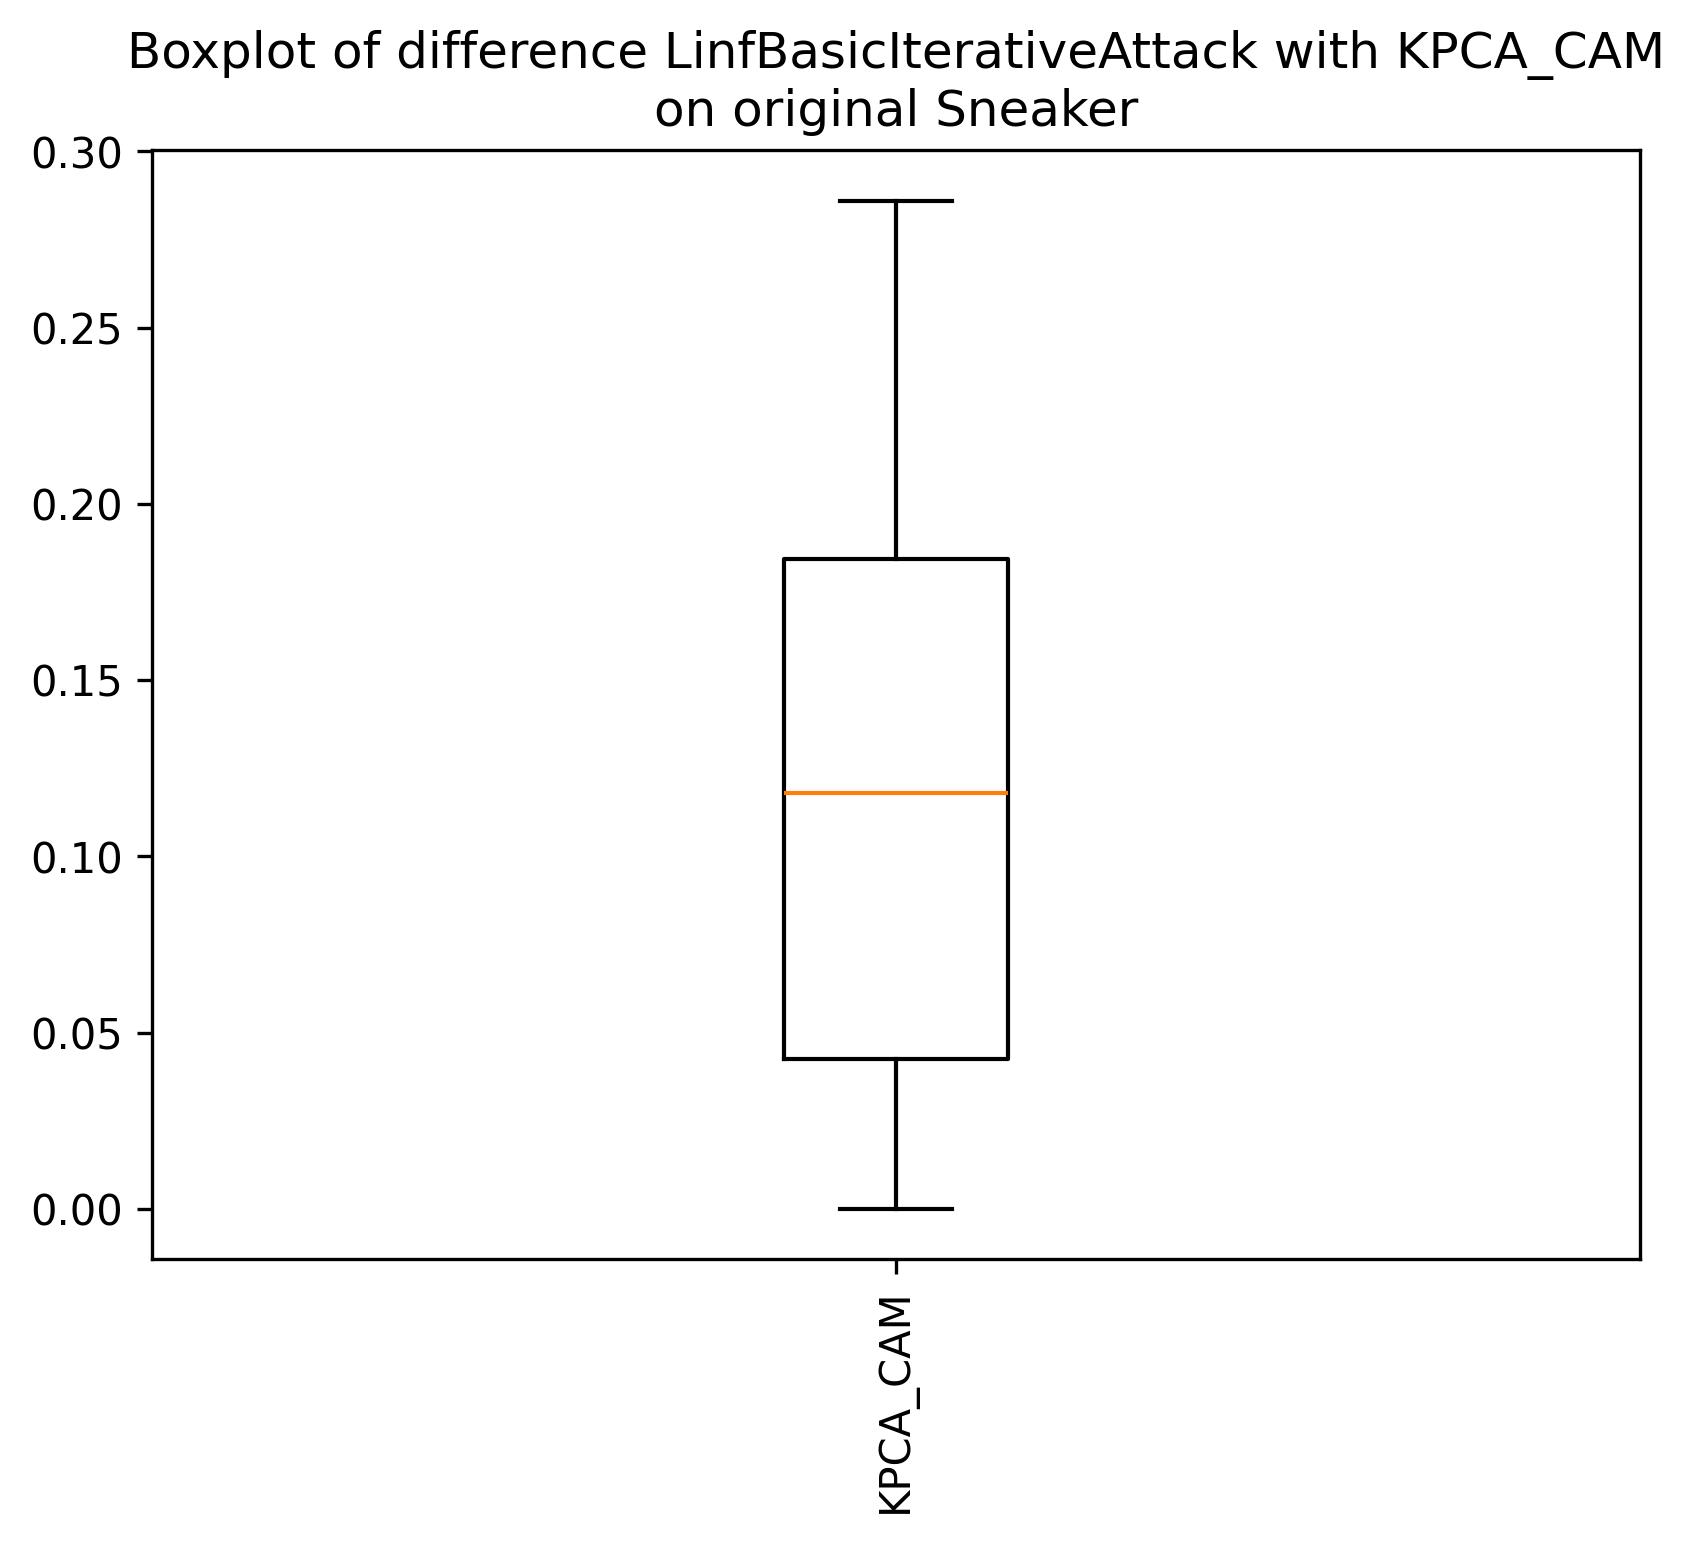 Boxplot of difference LinfBasicIterativeAttack with KPCA_CAM
on original Sneaker
0.30
0.25
0.20
0.15
0.10
0.05
0.00
KPCA_CAM